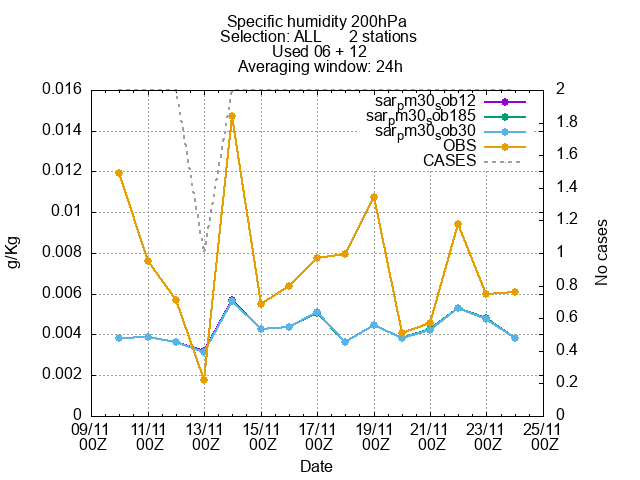 Specific humidity 200hPa
Selection: ALL 2 stations
Used 06 + 12
Averaging window: 24h
sar_pm30_sob12
sar_pm30_sob185
sar_pm30_sob30
OBS
CASES
0.016
0.014
0.012
0.01
0.008
0.006
0.004
0.002
0
g/Kg
2
1.8
1.6
1.4
1.2
1
0.8
0.6
0.4
0.2
0
No cases
09/11 11/11 13/11 15/11 17/11 19/11 21/11 23/11 25/11
00Z 00Z 00Z 00Z 00Z 00Z 00Z 00Z 00Z
Date